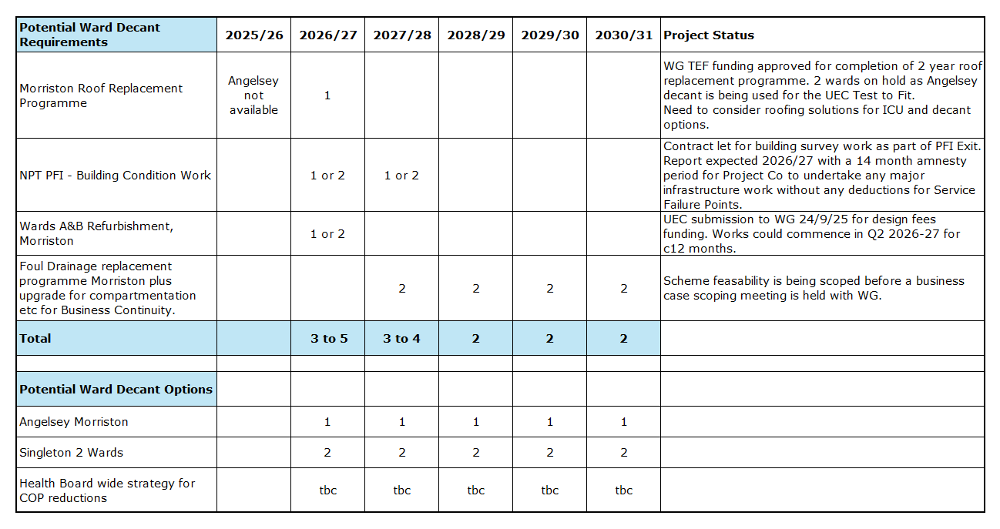 Potential Ward Decant
Requirements
2025/26
2026/27
2027/28
2028/29
2029/30
2030/31
Project Status
Morriston Roof Replacement
Programme
Angelsey
not
available
1
WG TEF funding approved for completion of 2 year roof
replacement programme. 2 wards on hold as Angelsey
decant is being used for the UEC Test to Fit.
Need to consider roofing solutions for ICU and decant
options.
NPT PFI - Building Condition Work
1 or 2
1 or 2
Contract let for building survey work as part of PFI Exit.
Report expected 2026/27 with a 14 month amnesty
period for Project Co to undertake any major
infrastructure work without any deductions for Service
Failure Points.
Wards A&B Refurbishment,
Morriston
1 or 2
UEC submission to WG 24/9/25 for design fees
funding. Works could commence in Q2 2026-27 for
c12 months.
Foul Drainage replacement
programme Morriston plus
upgrade for compartmentation
etc for Business Continuity.
2
2
2
2
Scheme feasability is being scoped before a business
case scoping meeting is held with WG.
Total
3 to 5
3 to 4
2
2
2
Potential Ward Decant Options
Angelsey Morriston
1
1
1
1
1
Singleton 2 Wards
2
2
2
2
2
Health Board wide strategy for
COP reductions
tbc
tbc
tbc
tbc
tbc